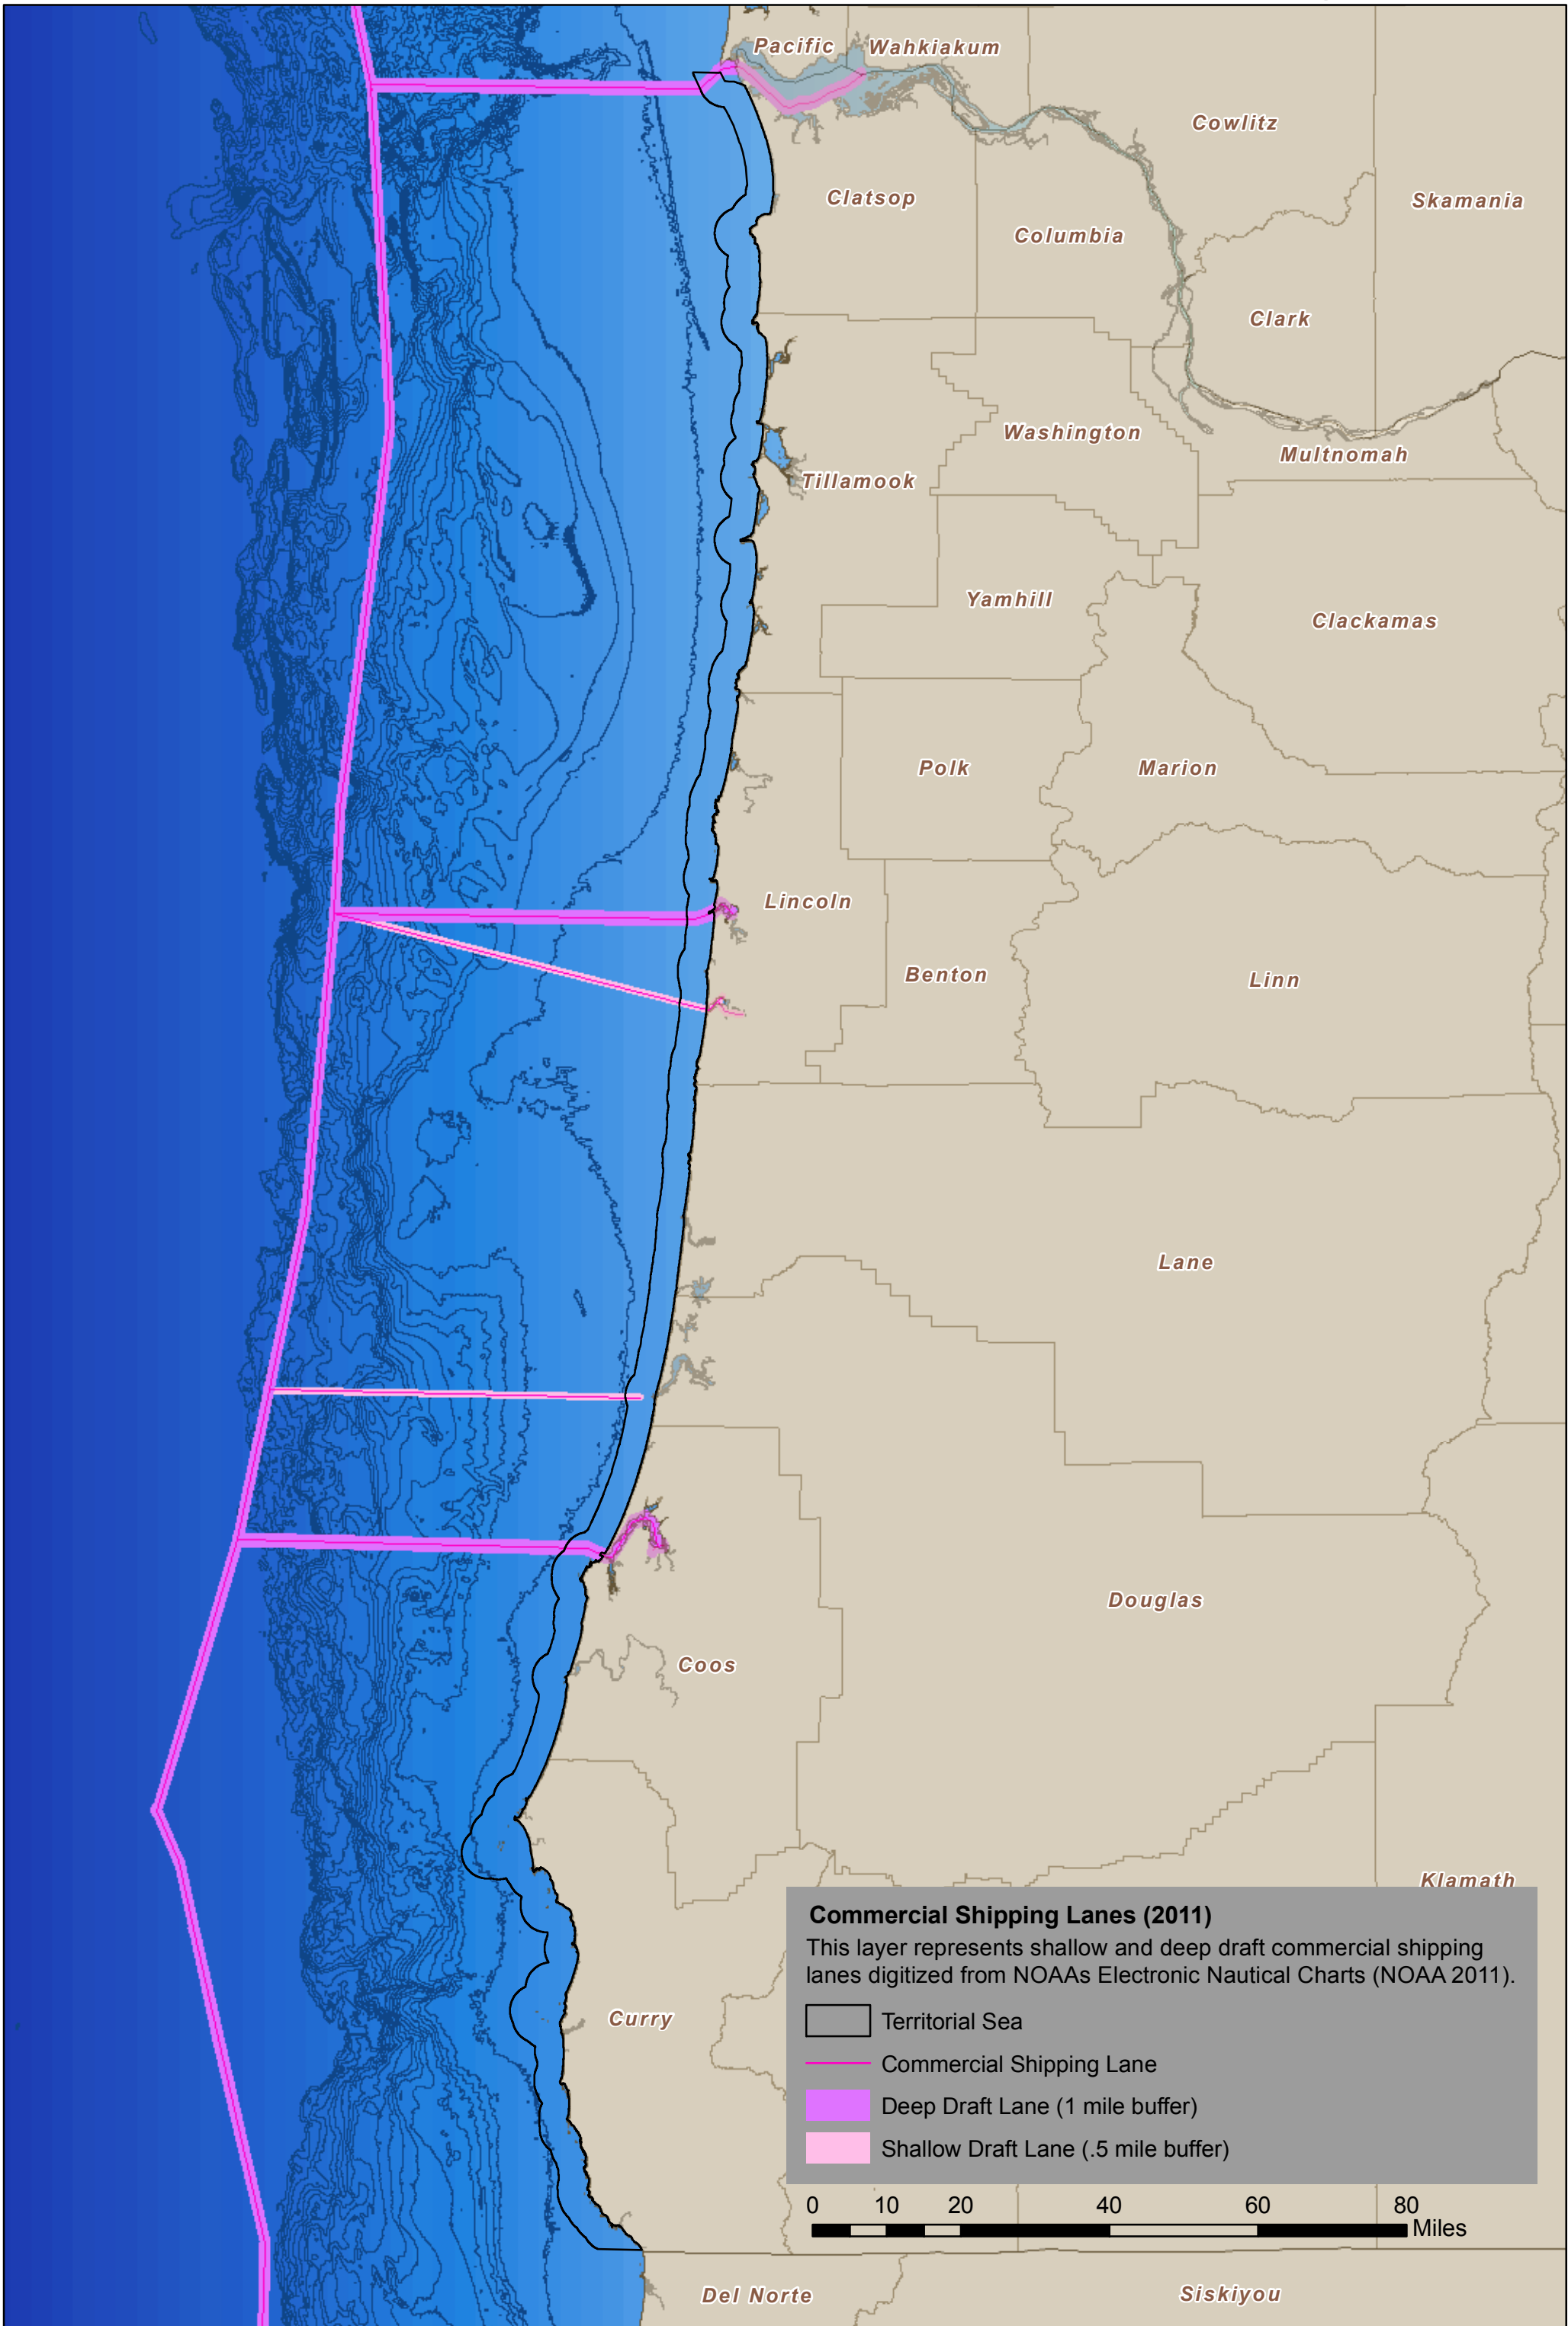 Pacific
Wahkiakum
Cowlitz
Clatsop
Skamania
Columbia
Clark
Washington
Multnomah
Tillamook
Yamhill
Clackamas
Polk
Marion
Lincoln
Benton
Linn
Lane
Douglas
Coos
Klamath
Curry
Commercial Shipping Lanes (2011)
This layer represents shallow and deep draft commercial shipping
lanes digitized from NOAAs Electronic Nautical Charts (NOAA 2011).
Territorial Sea
Commercial Shipping Lane
Deep Draft Lane (1 mile buffer)
Shallow Draft Lane (.5 mile buffer)
0 10 20 40 60 80
Miles
Del Norte
Siskiyou